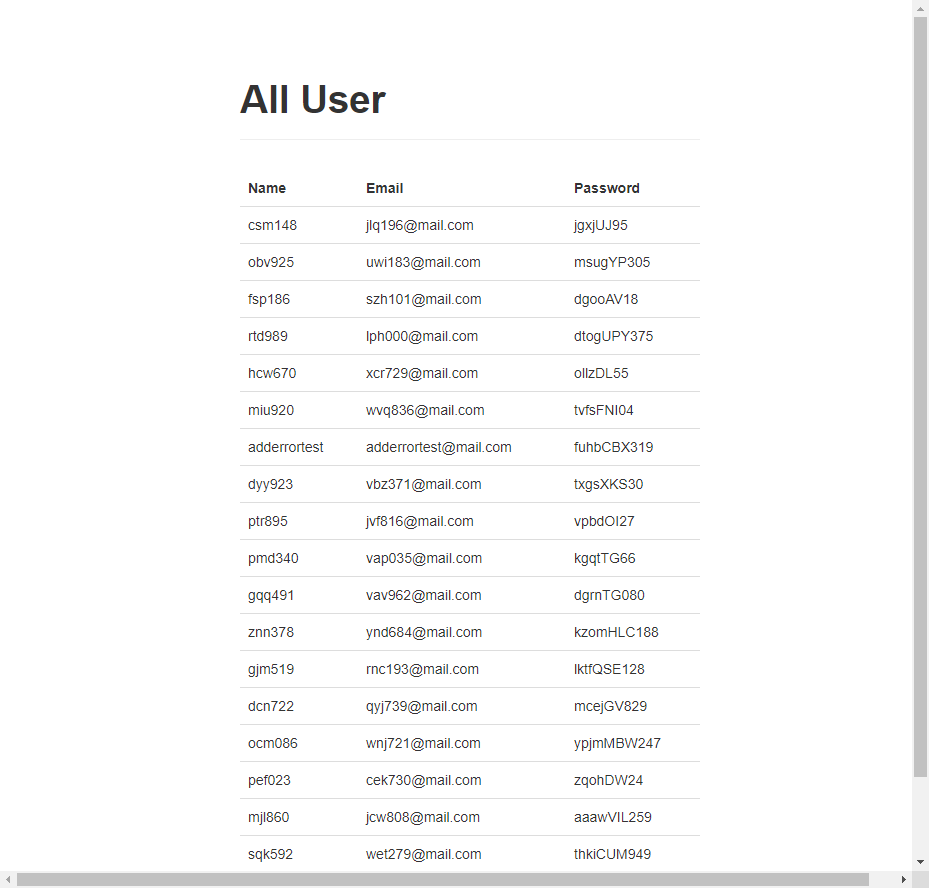 All User
Name Email Password
csm148 jlq196@mail.com jgxjUJ95
obv925 uwi183@mail.com msugYP305
fsp186 szh101@mail.com dgooAV18
rtd989 lph000@mail.com dtogUPY375
hcw670 xcr729@mail.com ollzDL55
miu920 wvq836@mail.com tvfsFNI04
adderrortest adderrortest@mail.com fuhbCBX319
dyy923 vbz371@mail.com txgsXKS30
ptr895 jvf816@mail.com vpbdOI27
pmd340 vap035@mail.com kgqtTG66
gqq491 vav962@mail.com dgrnTG080
znn378 ynd684@mail.com kzomHLC188
gjm519 rnc193@mail.com lktfQSE128
dcn722 qyj739@mail.com mcejGV829
ocm086 wnj721@mail.com ypjmMBW247
pef023 cek730@mail.com zqohDW24
mjl860 jcw808@mail.com aaawVIL259
sqk592 wet279@mail.com thkiCUM949